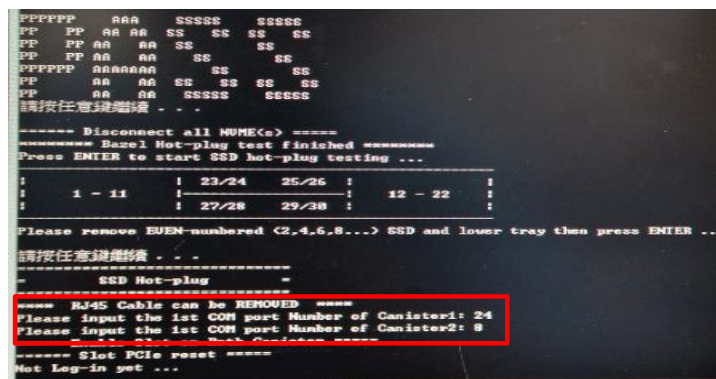 PPPPPP AAA SSSSS SSSSS
PP PP AA AA SS SS SS SS
PP PP AA AA SS SS
PP PP AA AA SS SS
PPPPPP AAAAAAA SS SS
PP AA AA SS SS SS SS
PP AA AA SSSSS SSSSS
請按任意鍵繼續 . . .
====== Disconnect all NVME(s) =====
======== Bazel Hot-plug test finished ========
Press ENTER to start SSD hot-plug testing ...
1 - 11 | 23/24 25/26 | 12 - 22
27/28 29/30
Please remove EVEN-numbered (2,4,6,8...) SSD and lower tray then press ENTER ..
請按任意鍵繼續 . . .
= SSD Hot-plug =
==== RJ45 Cable can be REMOVED ====
Please input the 1st COM port Number of Canister1: 24
Please input the 1st COM port Number of Canister2: 8
Enable Slot on Both Canister =====
====== Slot PCIe reset =====
Not Log-in yet ...